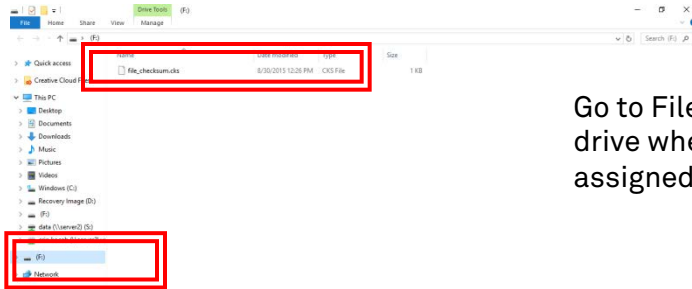 Drive Tools (F:)
File Home Share View Manage
(F:)
Search (F:)
Name Date modified Type Size
Quick access
file_checksum.cks 8/30/2015 12:26 PM CKS File 1 KB
Creative Cloud Files
This PC
Desktop
Documents
Downloads
Music
Pictures
Videos
Windows (C:)
Recovery Image (D:)
(F:)
data (\\server2) (S:)
(F:)
Network
Go to File
drive whe
assigned